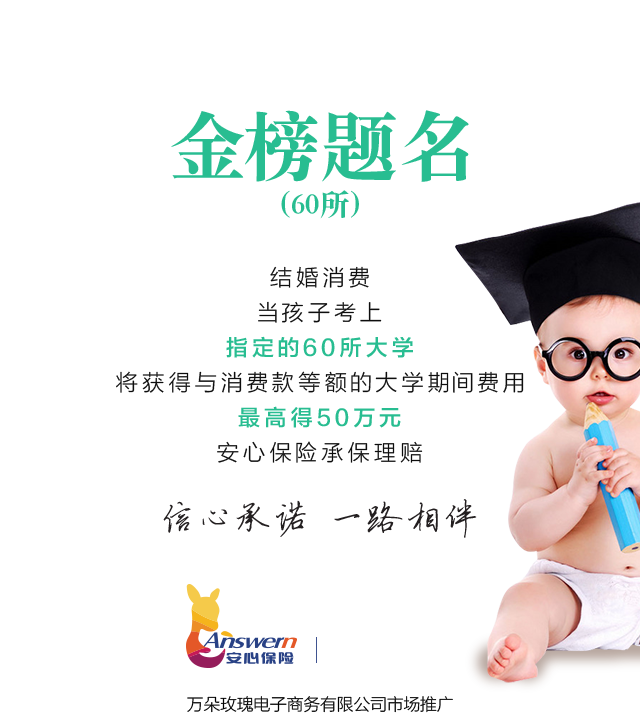 金榜题名
（60所）
结婚消费
当孩子考上
指定的60所大学
将获得与消费款等额的大学期间费用
最高得50万元
安心保险承保理赔
信心承诺 一路相伴
Answern
安心保险
万朵玫瑰电子商务有限公司市场推广